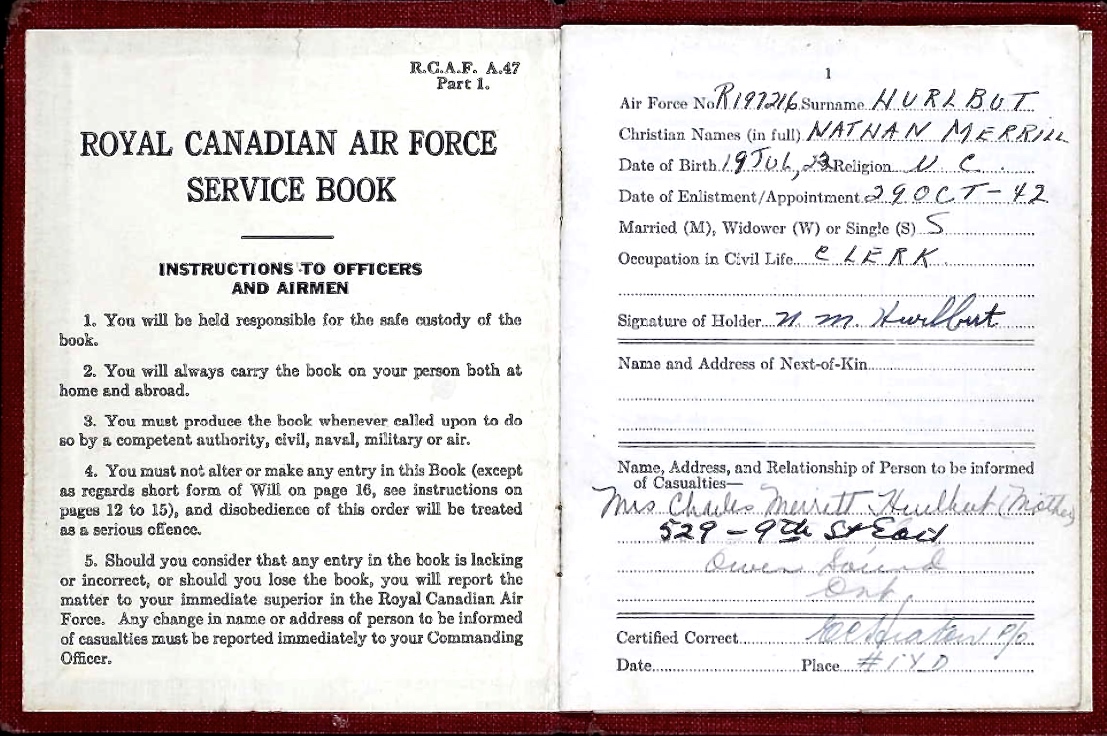 R.C.A.F. A.47
Part 1.
ROYAL CANADIAN AIR FORCE
SERVICE BOOK
INSTRUCTIONS TO OFFICERS
AND AIRMEN
1. You will be held responsible for the safe custody of the
book.
2. You will always carry the book on your person both at
home and abroad.
3. You must produce the book whenever called upon to do
so by a competent authority, civil, naval, military or air.
4. You must not alter or make any entry in this Book (except
as regards short form of Will on page 16, see instructions on
pages 12 to 15), and disobedience of this order will be treated
as a serious offence.
5. Should you consider that any entry in the book is lacking
or incorrect, or should you lose the book, you will report the
matter to your immediate superior in the Royal Canadian Air
Force. Any change in name or address of person to be informed
of casualties must be reported immediately to your Commanding
Officer.
1
Air Force No R197216 Surname HURLBUT
Christian Names (in full) NATHAN MERRILL
Date of Birth 19 JUL, 23 Religion U C.
Date of Enlistment/Appointment 29 OCT - 42
Married (M), Widower (W) or Single (S) S
Occupation in Civil Life CLERK
Signature of Holder N. M. Hurlburt
Name and Address of Next-of-Kin
Name, Address, and Relationship of Person to be informed
of Casualties—
Mrs Charles Merritt Hurlburt (Mother)
529 - 9th St East
Owen Sound
Ont,
Certified Correct P/O
Date Place #1 Y D